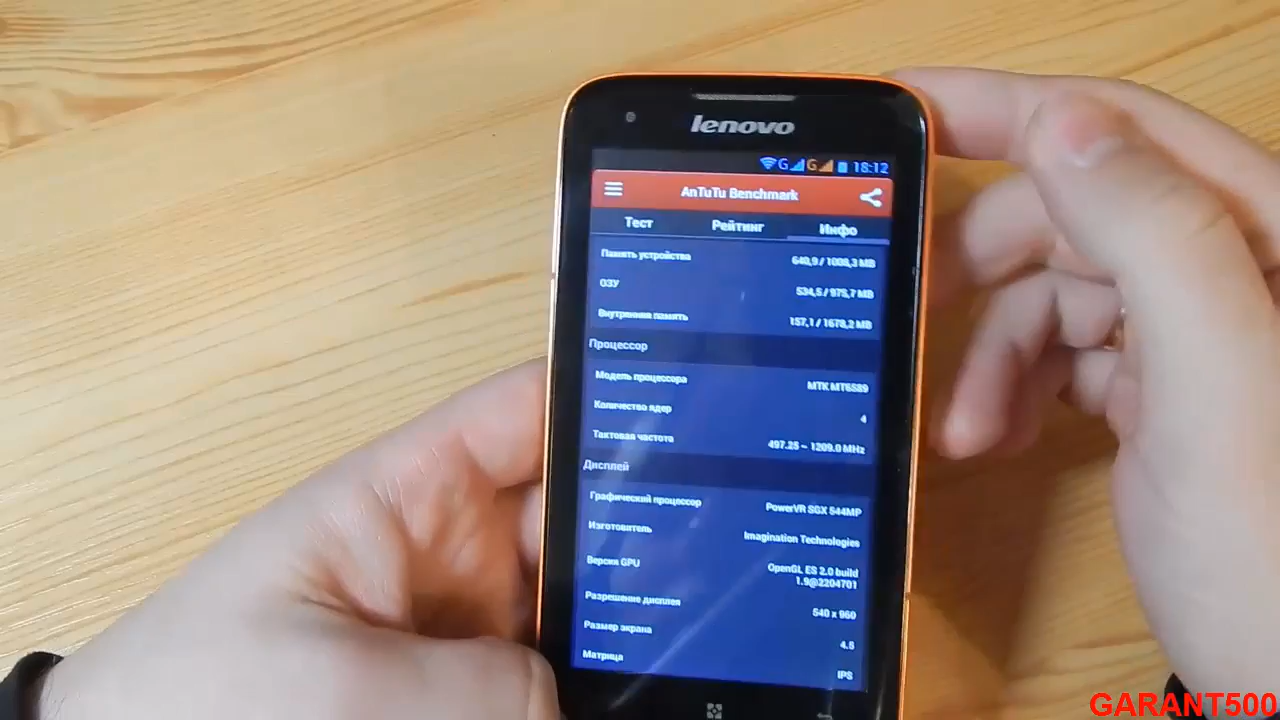 lenovo
G G 18:12
AnTuTu Benchmark
Тест Рейтинг Инфо
Память устройства 640,9 / 1008,3 MB
ОЗУ 534,5 / 975,7 MB
Внутренняя память 157,1 / 1678,2 MB
Процессор
Модель процессора MTK MT6589
Количество ядер 4
Тактовая частота 497.25 ~ 1209.0 MHz
Дисплей
Графический процессор PowerVR SGX 544MP
Изготовитель Imagination Technologies
Версия GPU OpenGL ES 2.0 build
1.9@2204701
Разрешение дисплея 540 x 960
Размер экрана 4.5
Матрица IPS
GARANT500